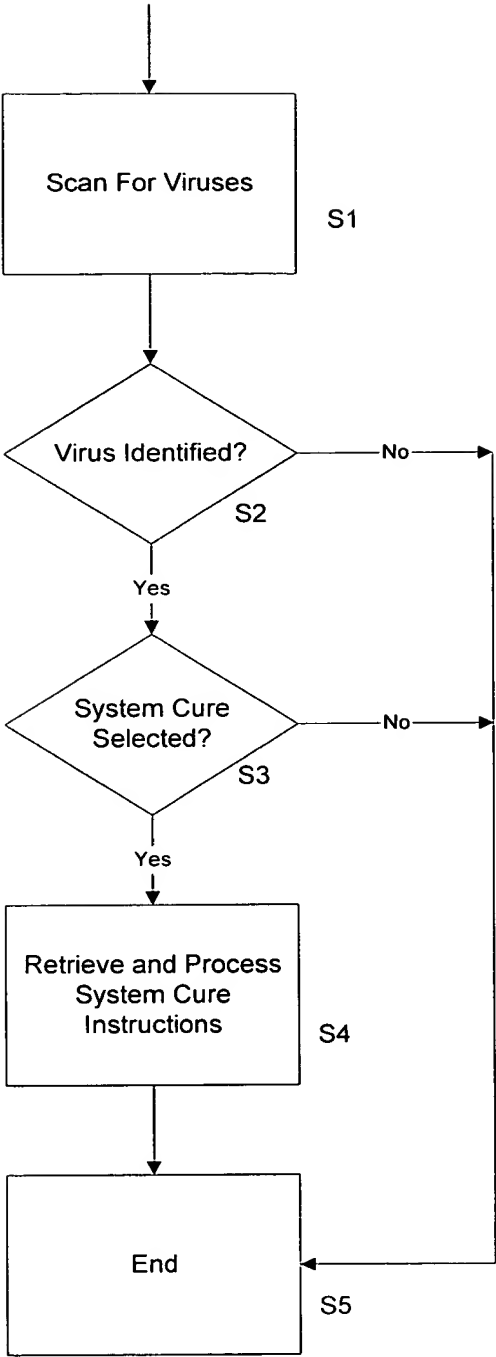 Scan For Viruses
S1
Virus Identified?
No
S2
Yes
System Cure
Selected?
No
S3
Yes
Retrieve and Process
System Cure
Instructions
S4
End
S5